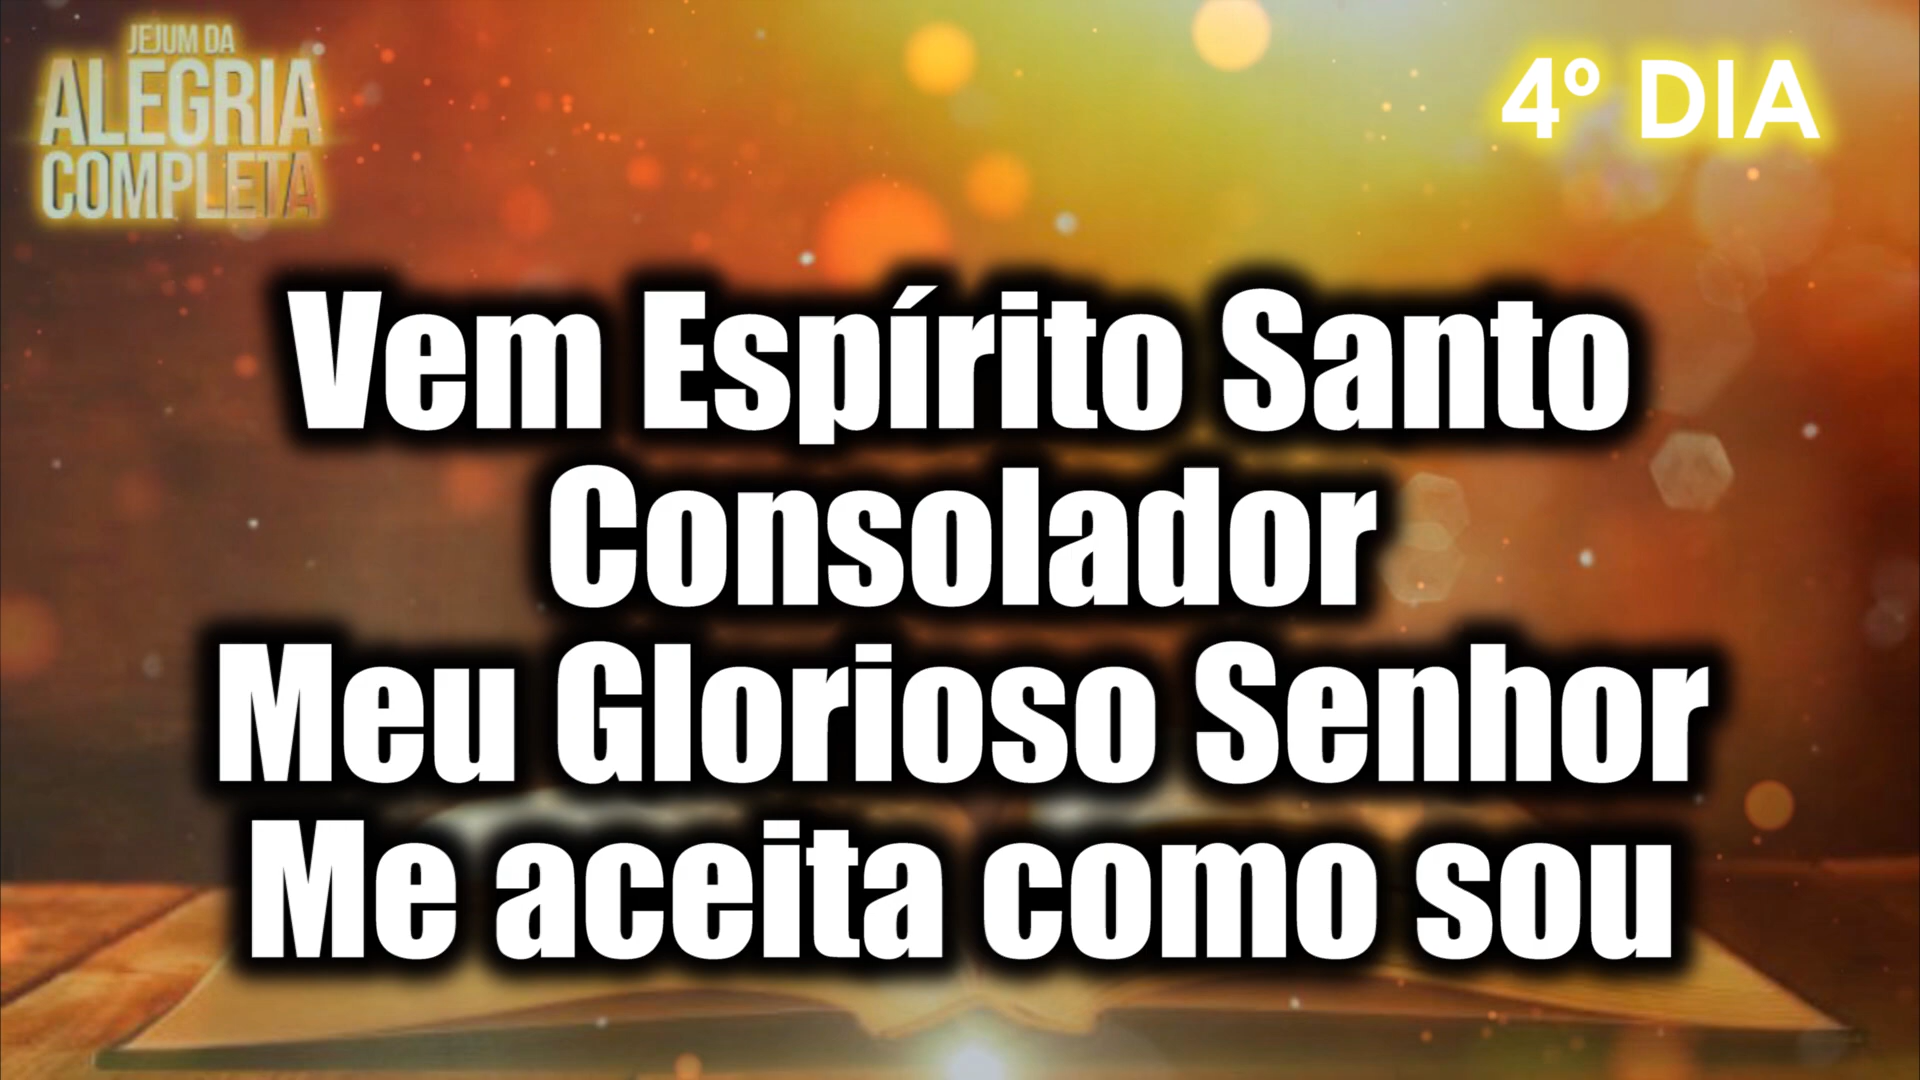 JEJUM DA
ALEGRIA
COMPLETA
4º DIA
Vem Espírito Santo
Consolador
Meu Glorioso Senhor
Me aceita como sou